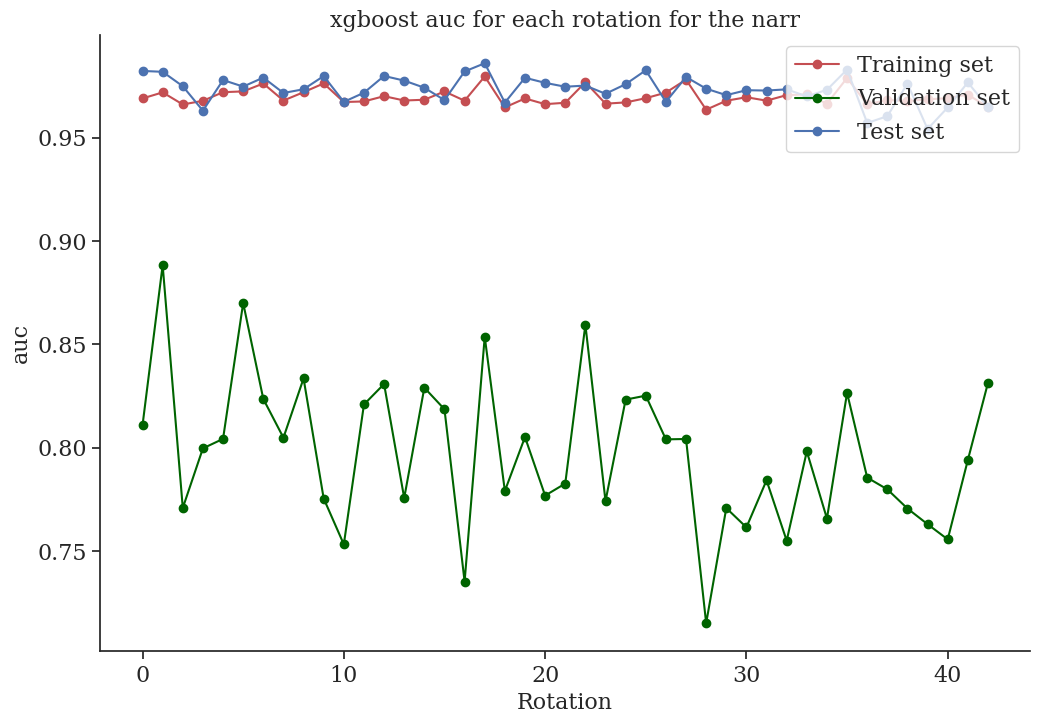 xgboost auc for each rotation for the narr
Training set
Validation set
Test set
0.95
0.90
0.85
0.80
0.75
auc
0
10
20
30
40
Rotation